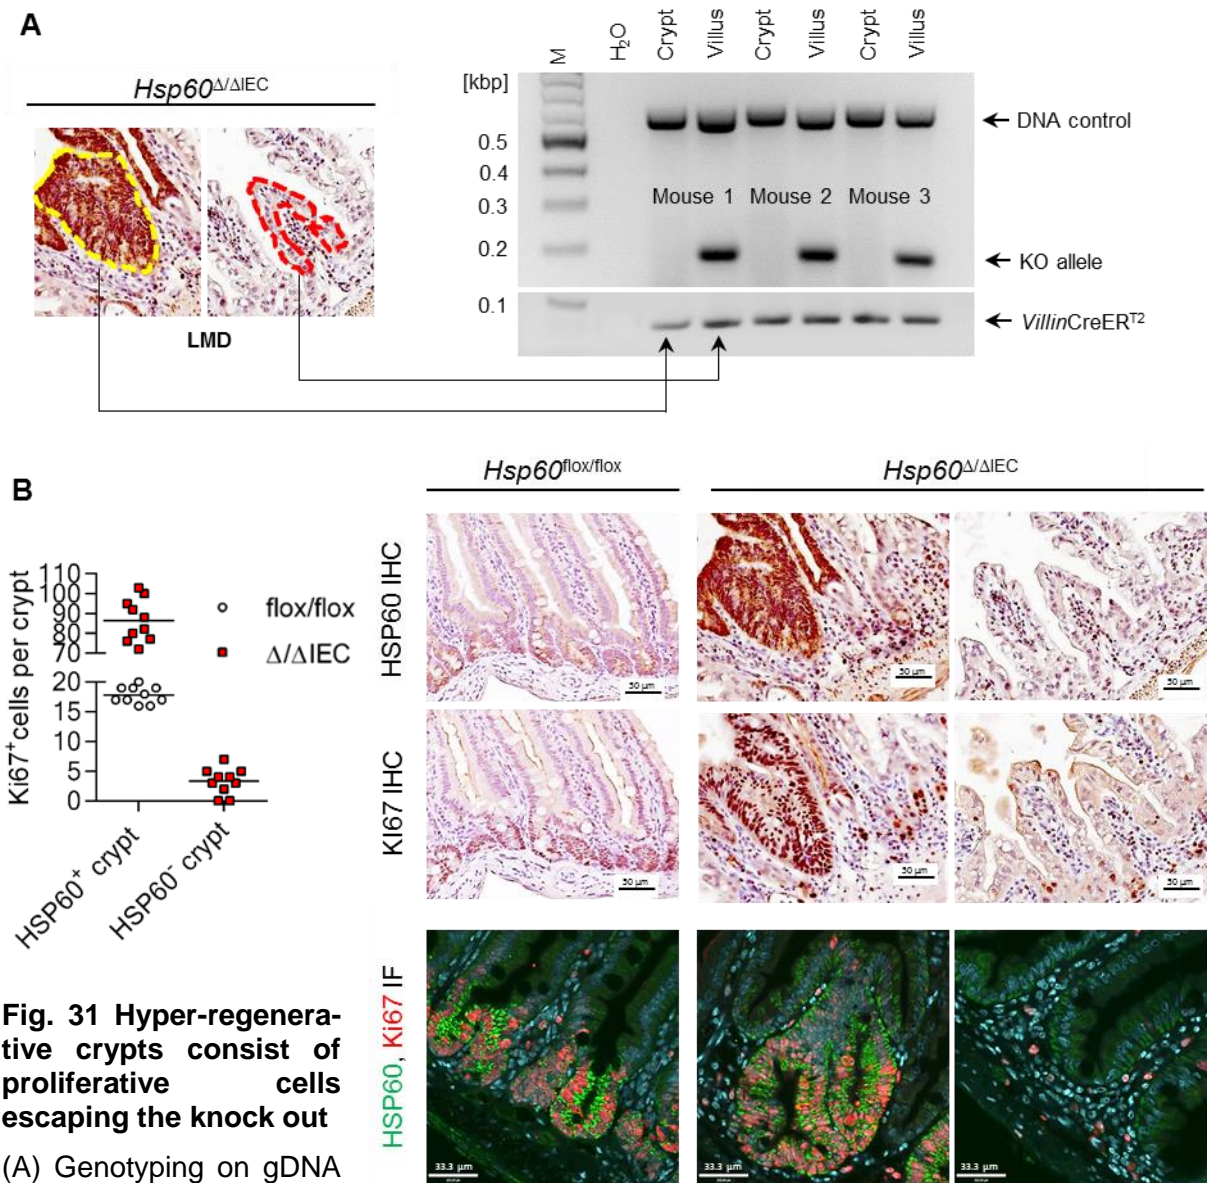 A
Hsp60Δ/ΔIEC
LMD
[kbp]
M
H2O
Crypt
Villus
Crypt
Villus
Crypt
Villus
0.5
0.4
0.3
0.2
0.1
Mouse 1 Mouse 2 Mouse 3
DNA control
KO allele
VillinCreERT2
B
Ki67+cells per crypt
110
100
90
80
70
20
15
10
5
0
flox/flox
Δ/ΔIEC
HSP60+ crypt
HSP60- crypt
Hsp60flox/flox
Hsp60Δ/ΔIEC
HSP60 IHC
50 µm
50 µm
50 µm
Ki67 IHC
50 µm
50 µm
50 µm
HSP60, Ki67 IF
33.3 µm
33.3 µm
33.3 µm
Fig. 31 Hyper-regenera-
tive crypts consist of
proliferative cells
escaping the knock out
(A) Genotyping on gDNA